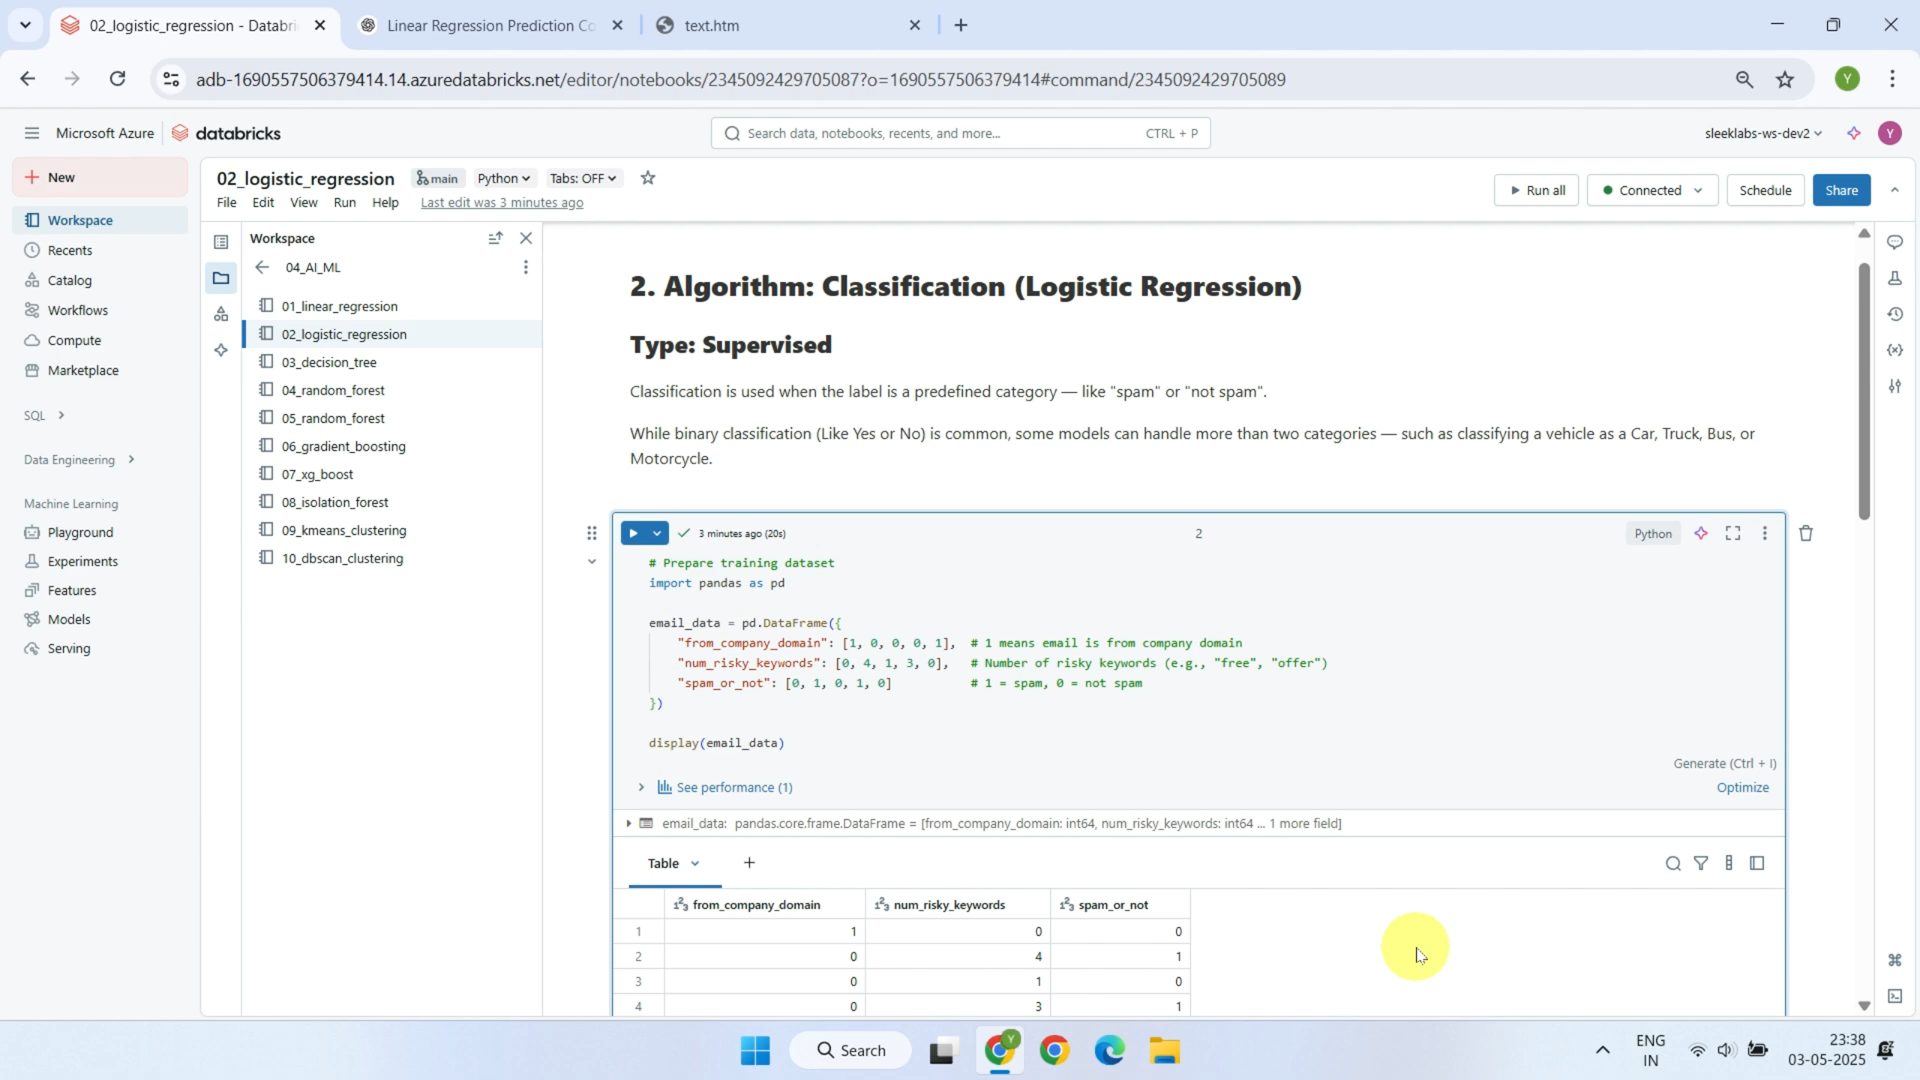 02_logistic_regression - Databri
Linear Regression Prediction Co
text.htm
adb-1690557506379414.14.azuredatabricks.net/editor/notebooks/2345092429705087?o=1690557506379414#command/2345092429705089
Y
Microsoft Azure
databricks
Search data, notebooks, recents, and more...
CTRL + P
sleeklabs-ws-dev2
Y
New
Workspace
Recents
Catalog
Workflows
Compute
Marketplace
SQL
Data Engineering
Machine Learning
Playground
Experiments
Features
Models
Serving
02_logistic_regression
main
Python
Tabs: OFF
File Edit View Run Help Last edit was 3 minutes ago
Run all
Connected
Schedule
Share
Workspace
04_AI_ML
01_linear_regression
02_logistic_regression
03_decision_tree
04_random_forest
05_random_forest
06_gradient_boosting
07_xg_boost
08_isolation_forest
09_kmeans_clustering
10_dbscan_clustering
2. Algorithm: Classification (Logistic Regression)
Type: Supervised
Classification is used when the label is a predefined category — like "spam" or "not spam".
While binary classification (Like Yes or No) is common, some models can handle more than two categories — such as classifying a vehicle as a Car, Truck, Bus, or
Motorcycle.
3 minutes ago (20s)
2
Python
# Prepare training dataset
import pandas as pd
email_data = pd.DataFrame({
"from_company_domain": [1, 0, 0, 0, 1], # 1 means email is from company domain
"num_risky_keywords": [0, 4, 1, 3, 0], # Number of risky keywords (e.g., "free", "offer")
"spam_or_not": [0, 1, 0, 1, 0] # 1 = spam, 0 = not spam
})
display(email_data)
Generate (Ctrl + I)
See performance (1)
Optimize
email_data: pandas.core.frame.DataFrame = [from_company_domain: int64, num_risky_keywords: int64 ... 1 more field]
Table
from_company_domain num_risky_keywords spam_or_not
1 1 0 0
2 0 4 1
3 0 1 0
4 0 3 1
Search
ENG
IN
23:38
03-05-2025